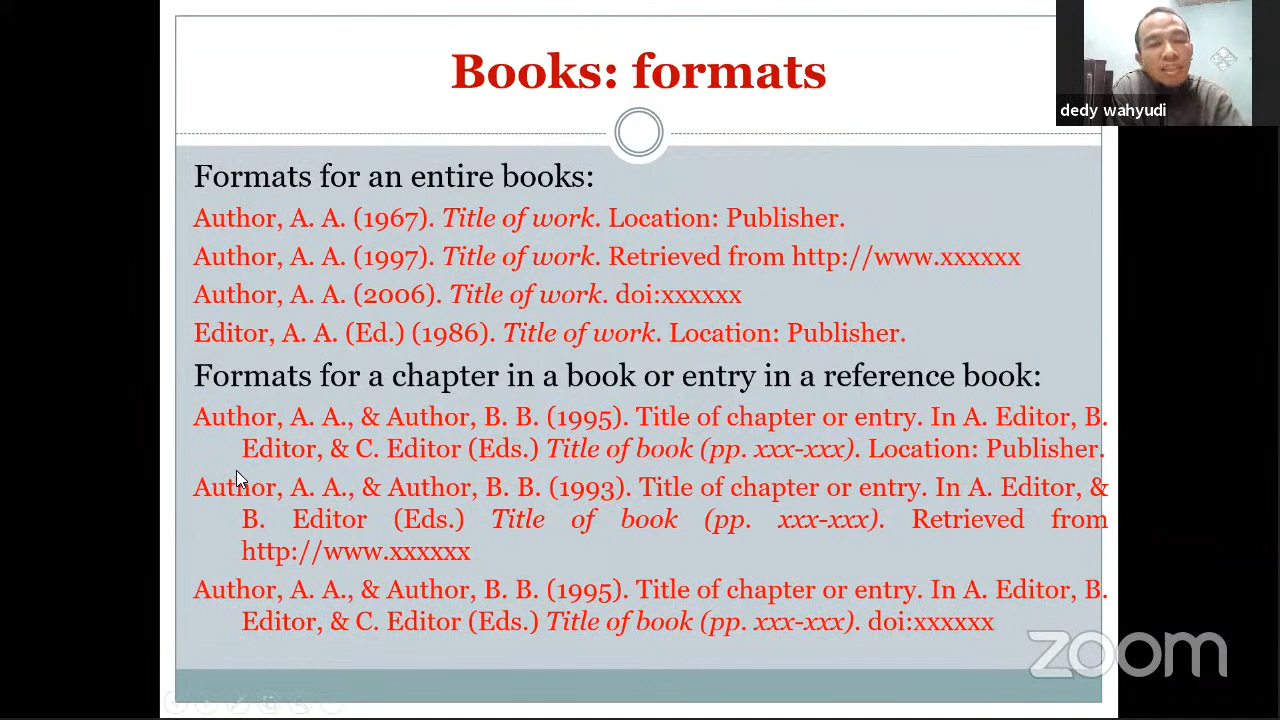 Books: formats
dedy wahyudi
Formats for an entire books:
Author, A. A. (1967). Title of work. Location: Publisher.
Author, A. A. (1997). Title of work. Retrieved from http://www.xxxxxx
Author, A. A. (2006). Title of work. doi:xxxxxx
Editor, A. A. (Ed.) (1986). Title of work. Location: Publisher.
Formats for a chapter in a book or entry in a reference book:
Author, A. A., & Author, B. B. (1995). Title of chapter or entry. In A. Editor, B.
Editor, & C. Editor (Eds.) Title of book (pp. xxx-xxx). Location: Publisher.
Author, A. A., & Author, B. B. (1993). Title of chapter or entry. In A. Editor, &
B. Editor (Eds.) Title of book (pp. xxx-xxx). Retrieved from
http://www.xxxxxx
Author, A. A., & Author, B. B. (1995). Title of chapter or entry. In A. Editor, B.
Editor, & C. Editor (Eds.) Title of book (pp. xxx-xxx). doi:xxxxxx
zoom